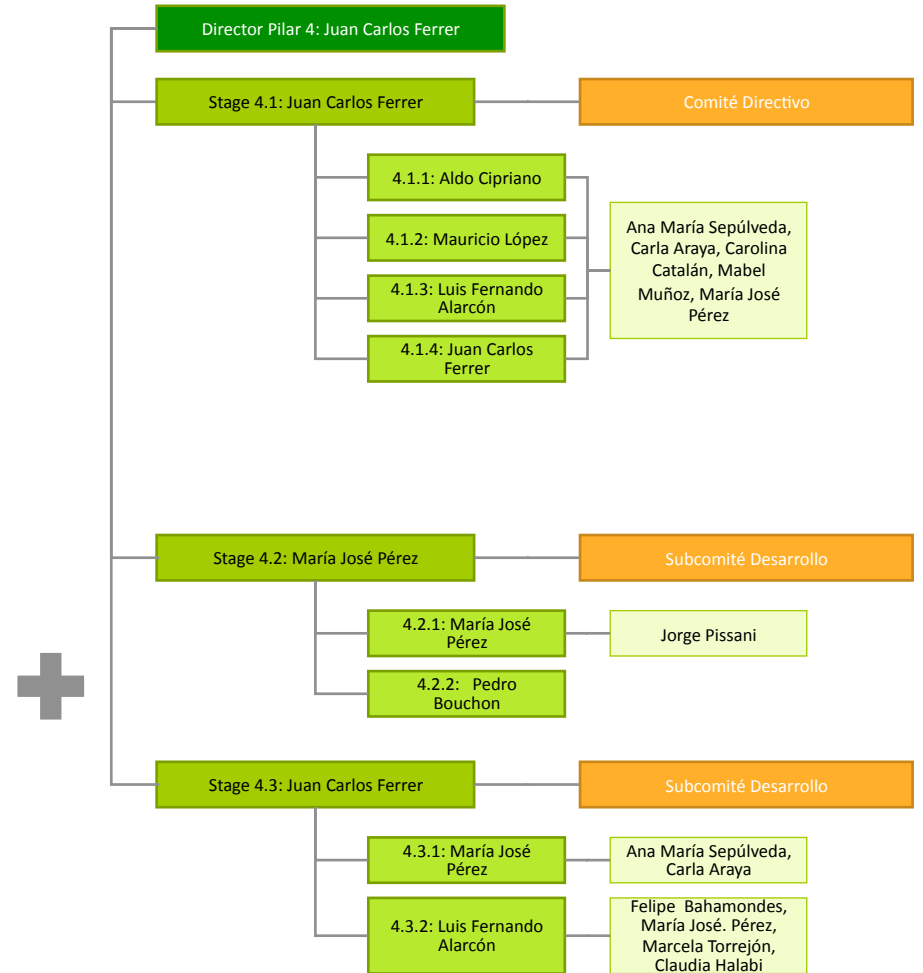 Director Pilar 4: Juan Carlos Ferrer
Stage 4.1: Juan Carlos Ferrer
Comité Directivo
4.1.1: Aldo Cipriano
4.1.2: Mauricio López
4.1.3: Luis Fernando
Alarcón
4.1.4: Juan Carlos
Ferrer
Ana María Sepúlveda,
Carla Araya, Carolina
Catalán, Mabel
Muñoz, María José
Pérez
Stage 4.2: María José Pérez
Subcomité Desarrollo
4.2.1: María José
Pérez
Jorge Pissani
4.2.2: Pedro
Bouchon
Stage 4.3: Juan Carlos Ferrer
Subcomité Desarrollo
4.3.1: María José
Pérez
Ana María Sepúlveda,
Carla Araya
4.3.2: Luis Fernando
Alarcón
Felipe Bahamondes,
María José. Pérez,
Marcela Torrejón,
Claudia Halabi